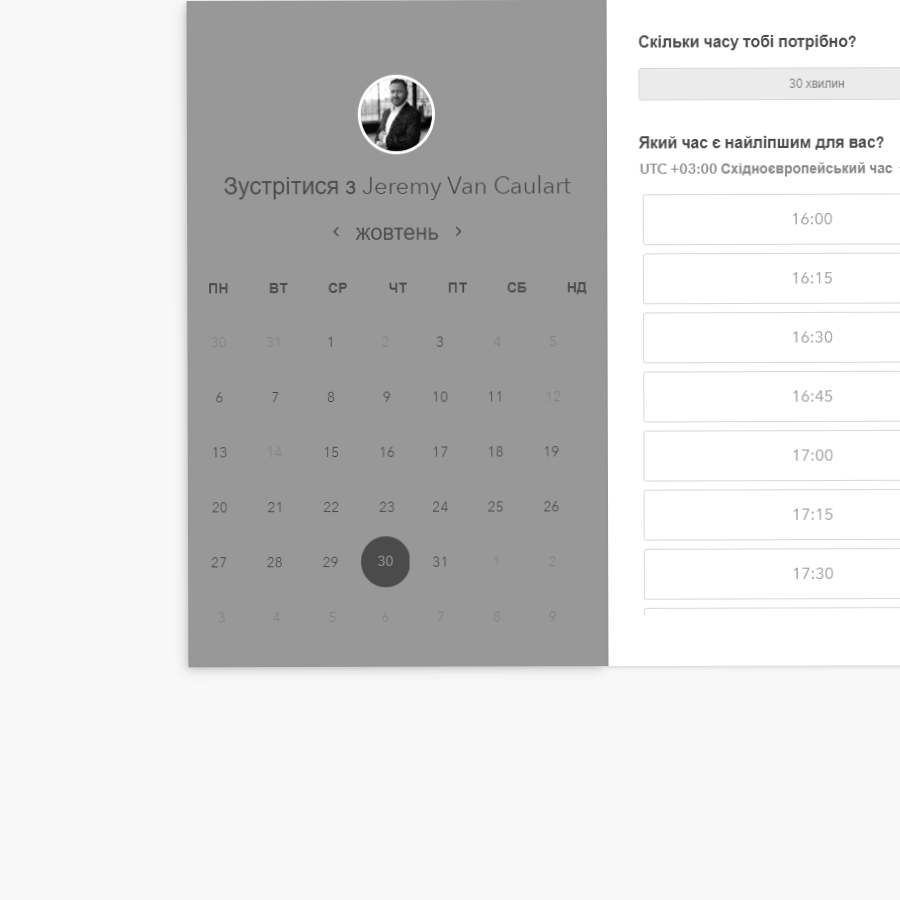 Зустрітися з Jeremy Van Caulart
‹ жовтень ›
ПН ВТ СР ЧТ ПТ СБ НД
30 31 1 2 3 4 5
6 7 8 9 10 11 12
13 14 15 16 17 18 19
20 21 22 23 24 25 26
27 28 29 30 31 1 2
3 4 5 6 7 8 9
Скільки часу тобі потрібно?
30 хвилин
Який час є найліпшим для вас?
UTC +03:00 Східноєвропейський час
16:00
16:15
16:30
16:45
17:00
17:15
17:30